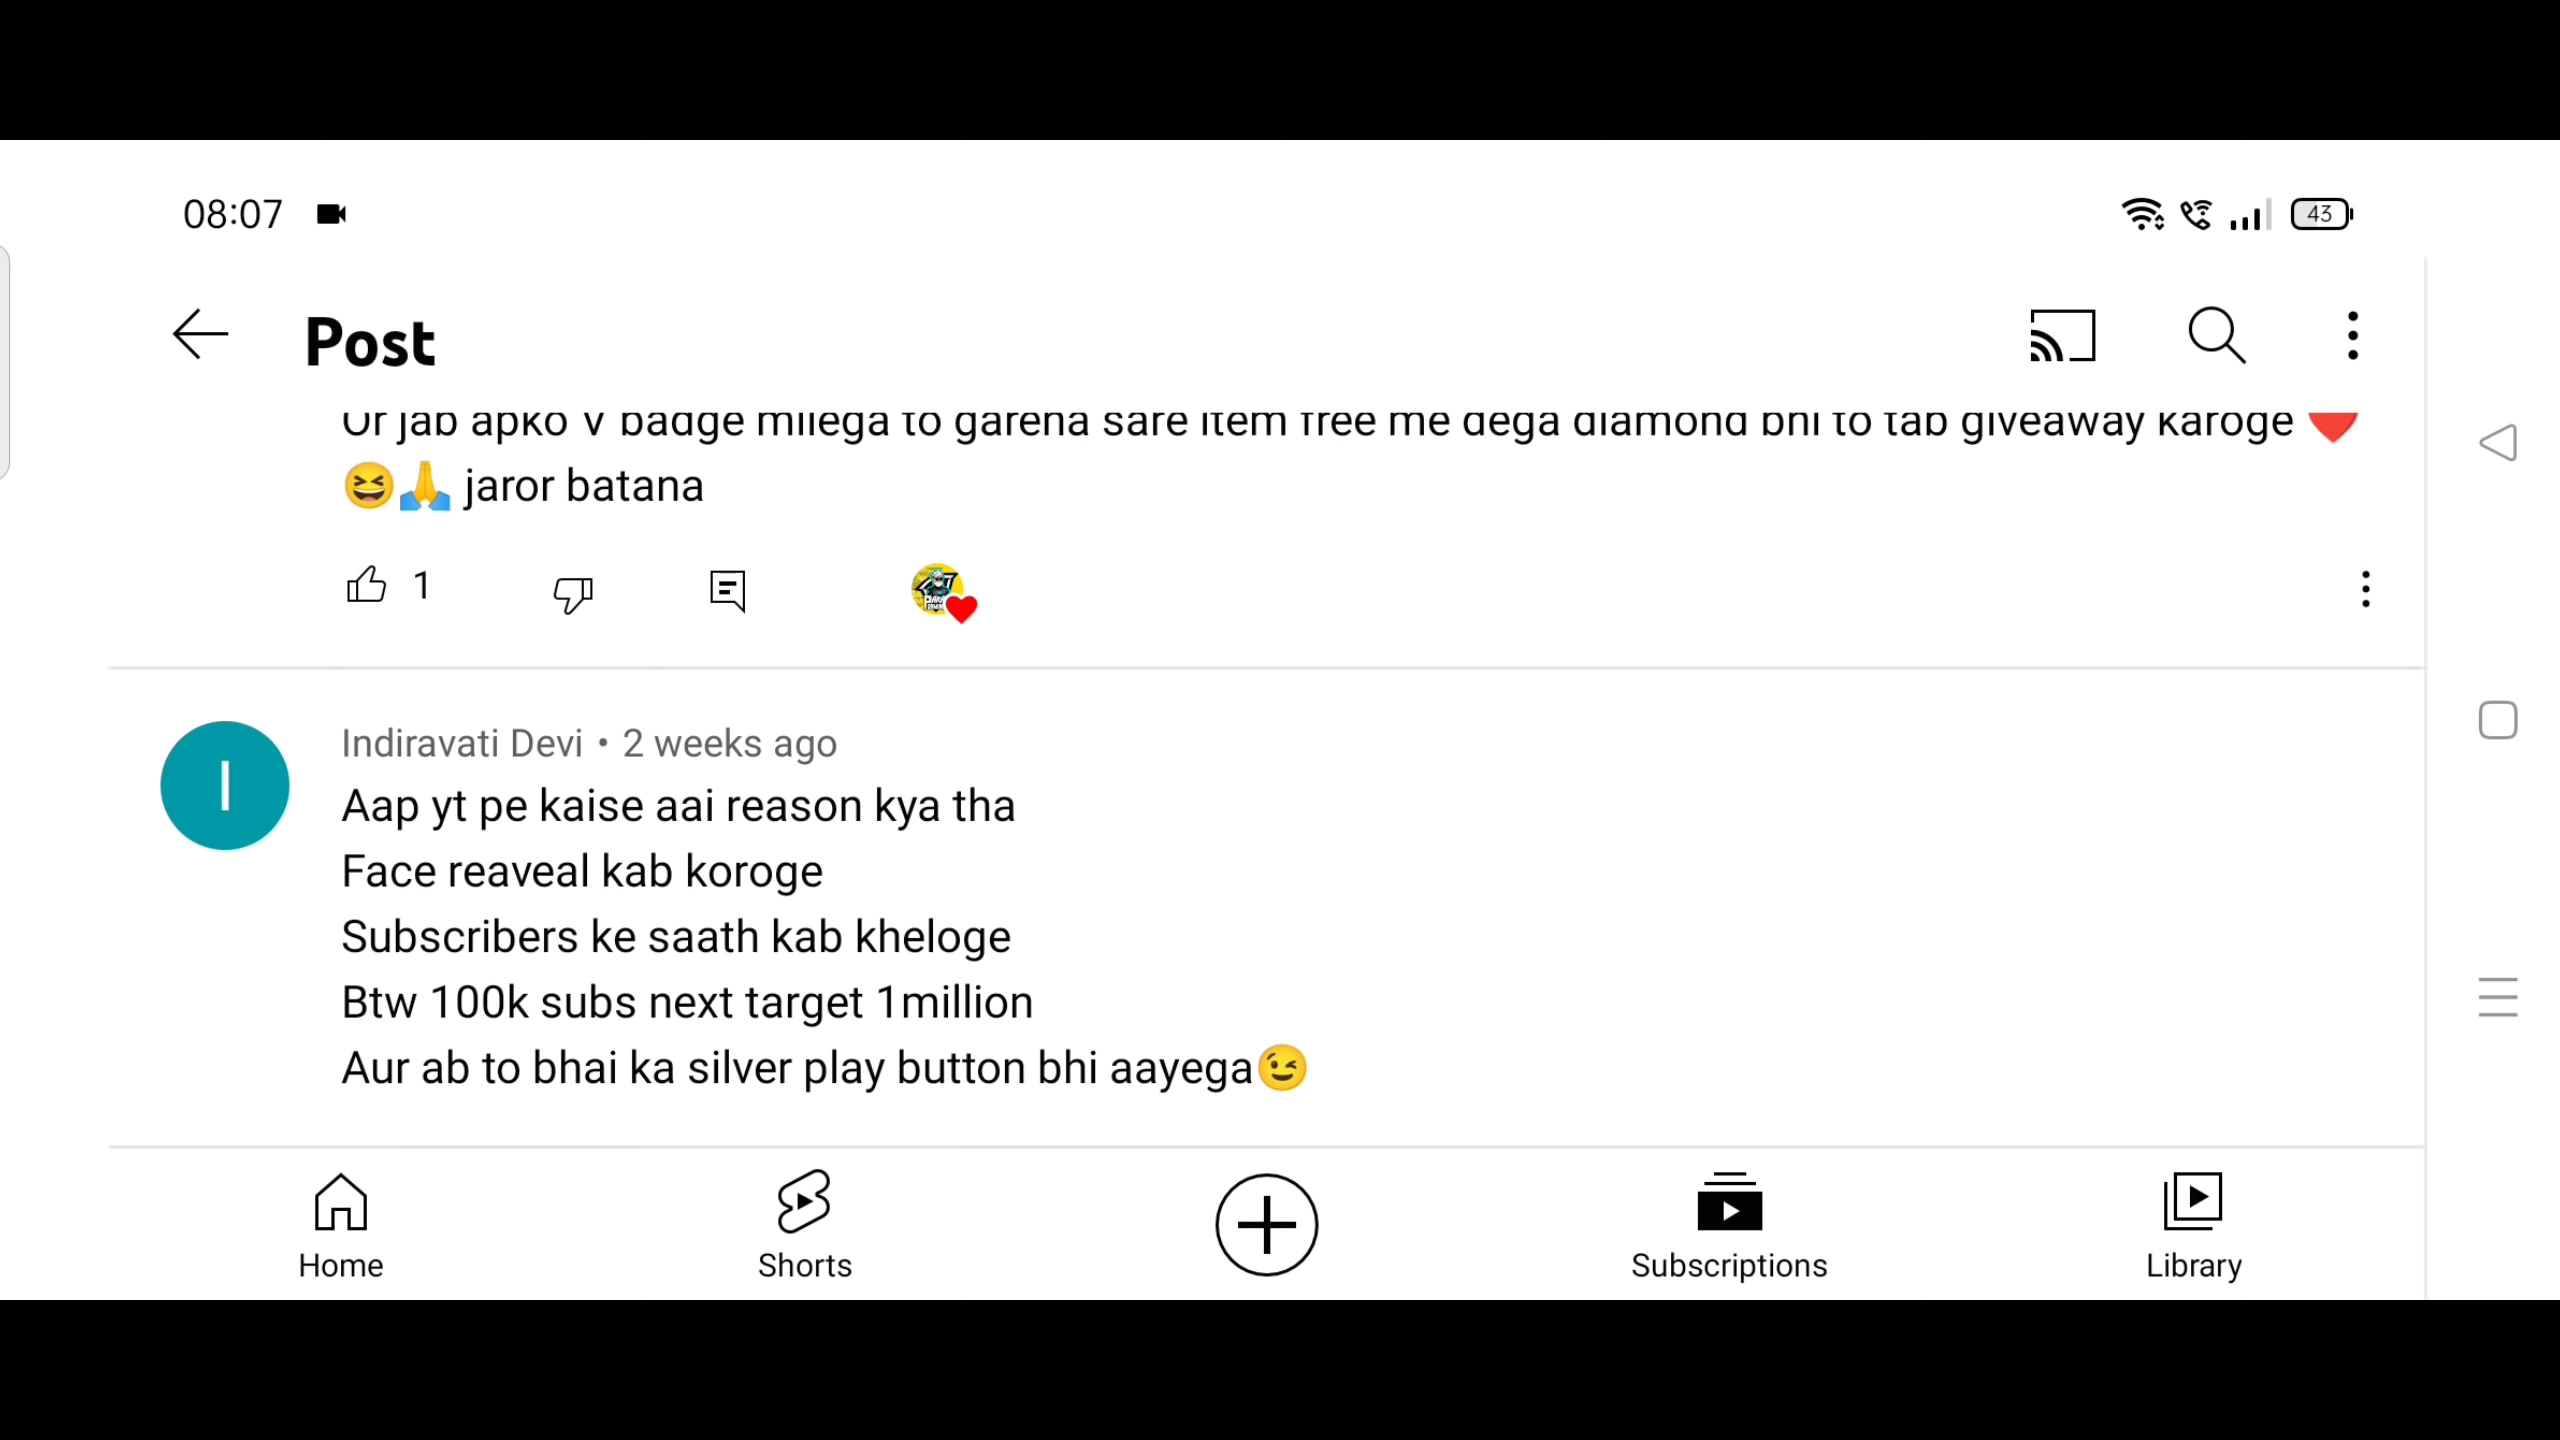 08:07
43
Post
Or jab apko V badge milega to garena sare item free me dega diamond bhi to tab giveaway karoge ❤️
😆🙏 jaror batana
1
I
Indiravati Devi • 2 weeks ago
Aap yt pe kaise aai reason kya tha
Face reaveal kab koroge
Subscribers ke saath kab kheloge
Btw 100k subs next target 1million
Aur ab to bhai ka silver play button bhi aayega😉
Home
Shorts
Subscriptions
Library